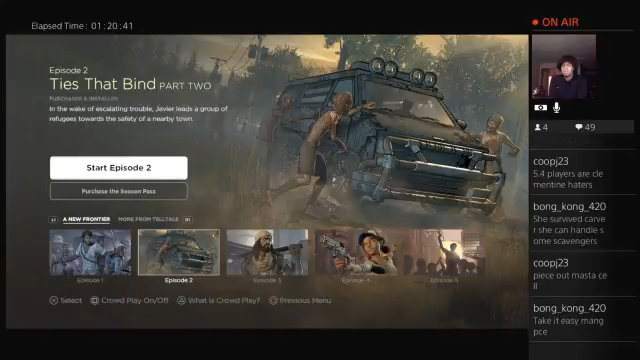 Elapsed Time : 01:20:41
ON AIR
Episode 2
Ties That Bind PART TWO
PURCHASED & INSTALLED
In the wake of escalating trouble, Javier leads a group of
refugees towards the safety of a nearby town.
Start Episode 2
Purchase the Season Pass
L1 A NEW FRONTIER MORE FROM TELLTALE R1
Episode 1
Episode 2
Episode 3
Episode 4
Episode 5
Select
Crowd Play On/Off
What is Crowd Play?
Previous Menu
4
49
coopj23
5.4 players are cle
mentine haters
bong_kong_420
She survived carve
r she can handle s
ome scavengers
coopj23
piece out masta ce
ll
bong_kong_420
Take it easy mang
pce